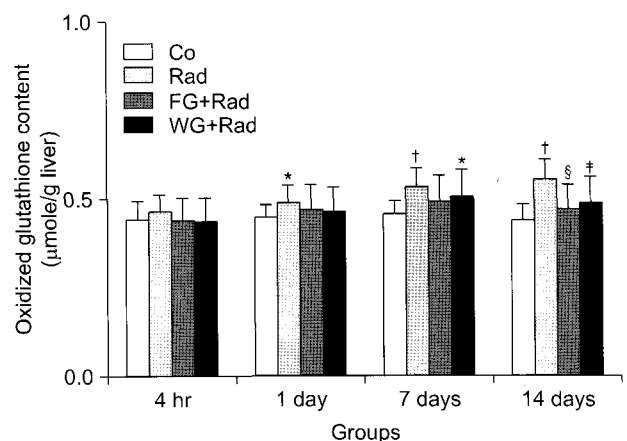 1.0
0.5
0.0
Oxidized glutathione content
(μmole/g liver)
Co
Rad
FG+Rad
WG+Rad
*
†
*
†
§
‡
4 hr
1 day
7 days
14 days
Groups